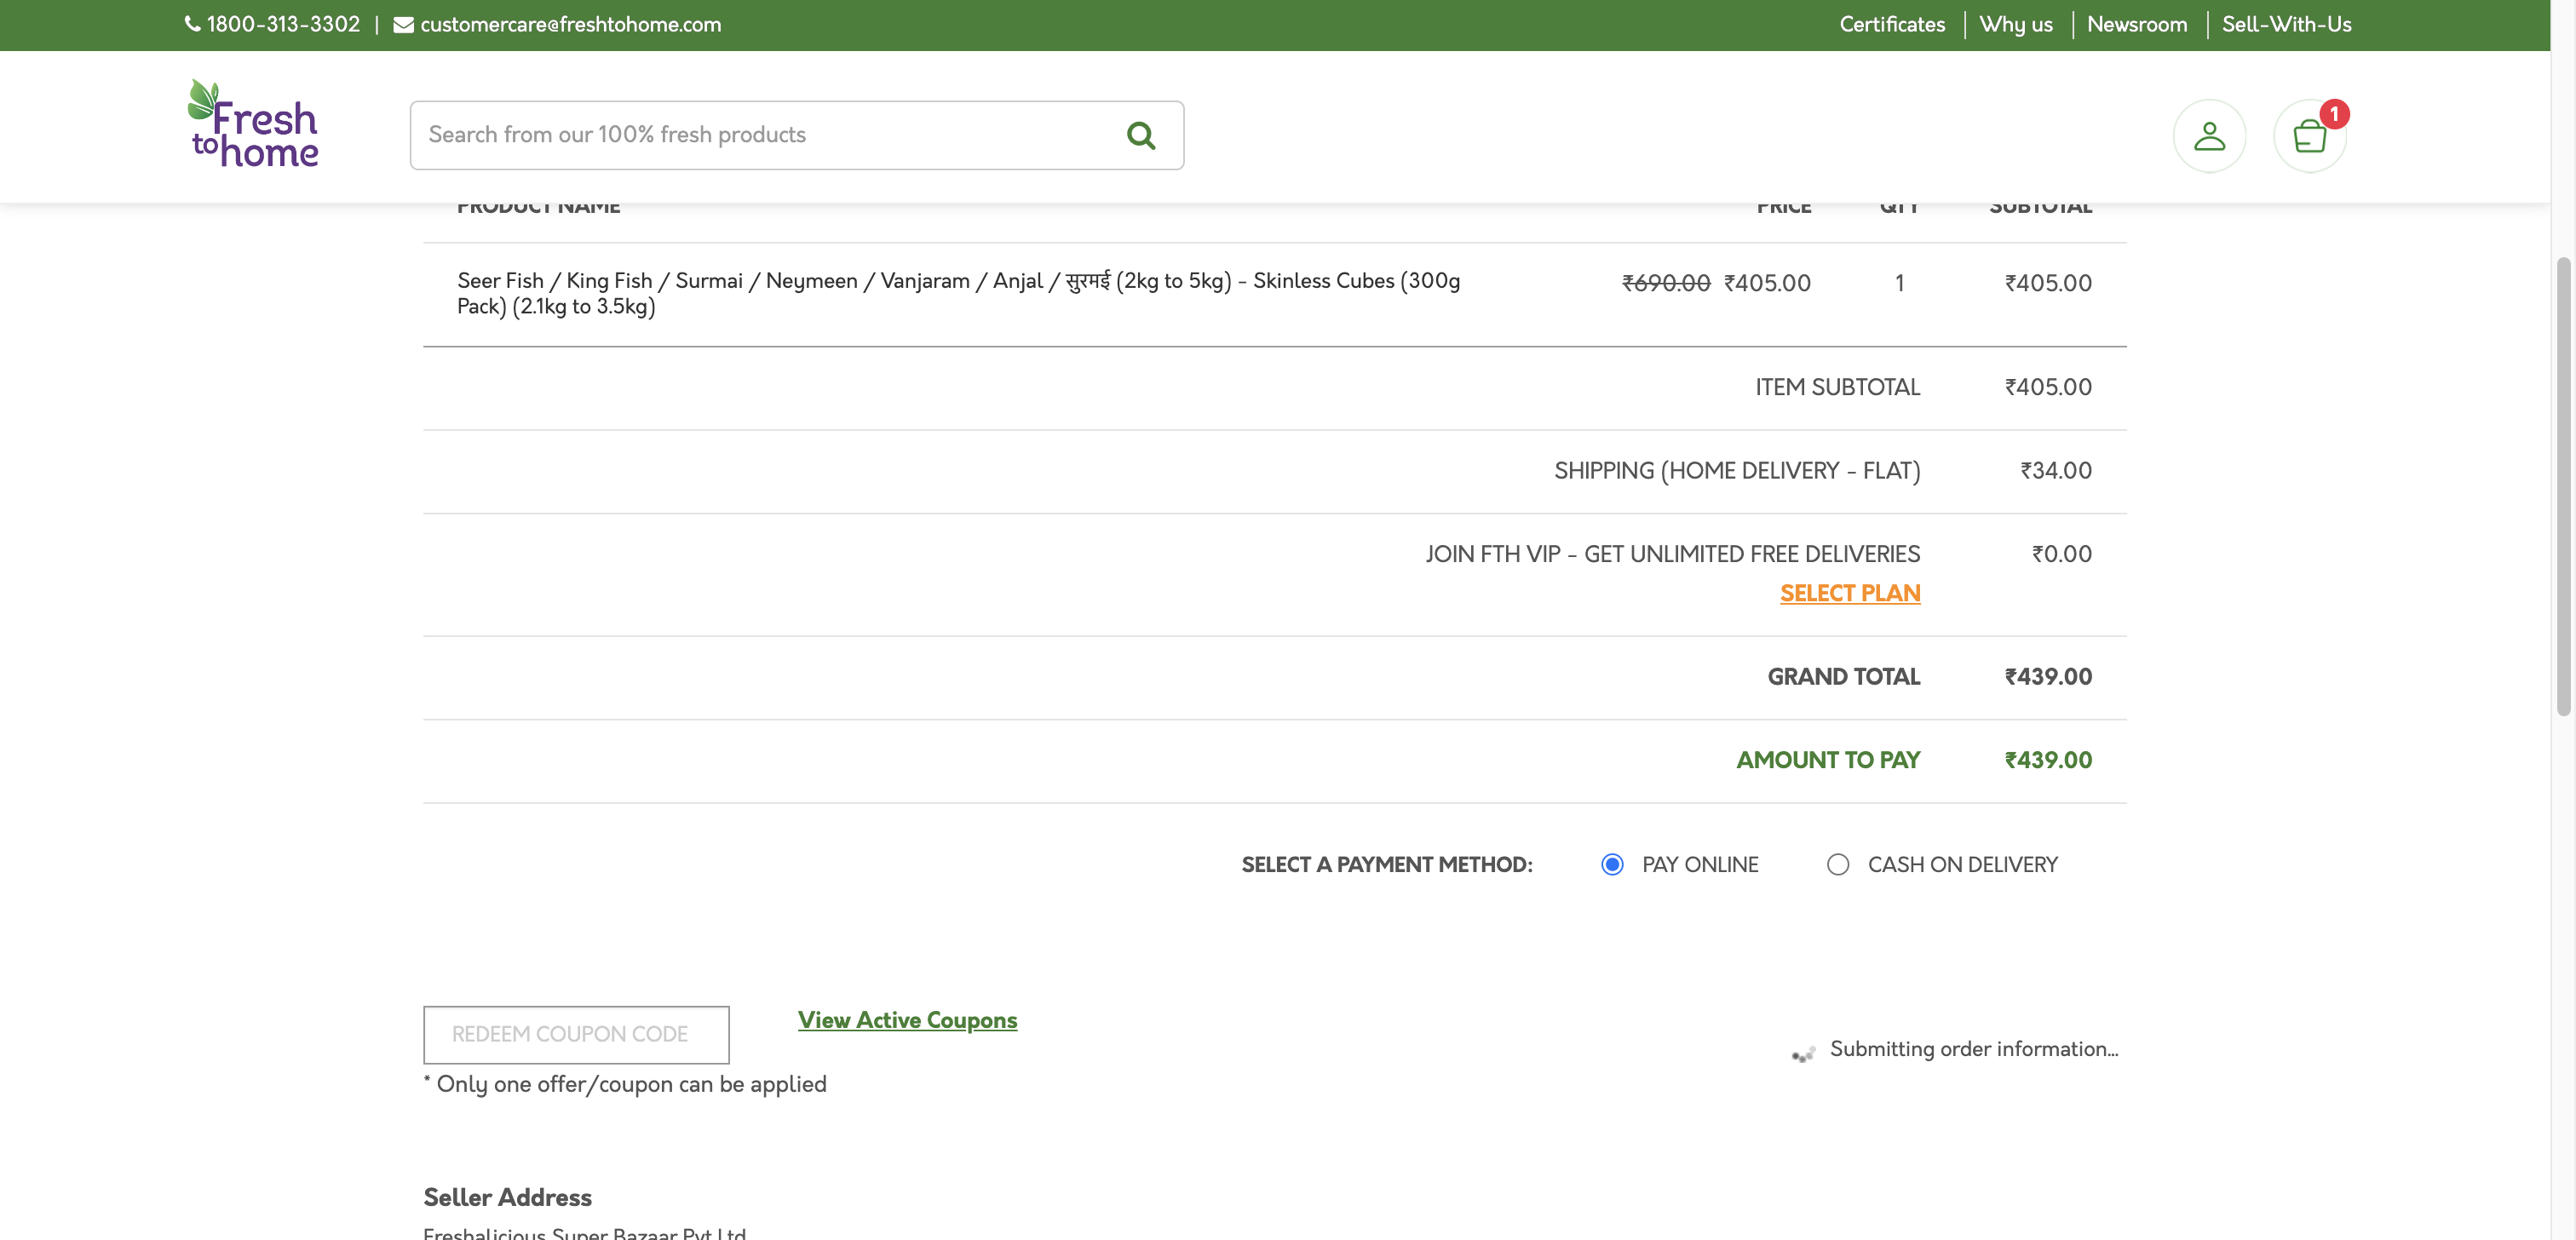 1800-313-3302 | customercare@freshtohome.com
Certificates | Why us | Newsroom | Sell-With-Us
Fresh
to home
Search from our 100% fresh products
1
PRODUCT NAME PRICE QTY SUBTOTAL
Seer Fish / King Fish / Surmai / Neymeen / Vanjaram / Anjal / सुरमई (2kg to 5kg) - Skinless Cubes (300g
Pack) (2.1kg to 3.5kg)
₹690.00 ₹405.00 1 ₹405.00
ITEM SUBTOTAL ₹405.00
SHIPPING (HOME DELIVERY - FLAT) ₹34.00
JOIN FTH VIP - GET UNLIMITED FREE DELIVERIES ₹0.00
SELECT PLAN
GRAND TOTAL ₹439.00
AMOUNT TO PAY ₹439.00
SELECT A PAYMENT METHOD: PAY ONLINE CASH ON DELIVERY
REDEEM COUPON CODE
View Active Coupons
Submitting order information...
* Only one offer/coupon can be applied
Seller Address
Freshalicious Super Bazaar Pvt Ltd